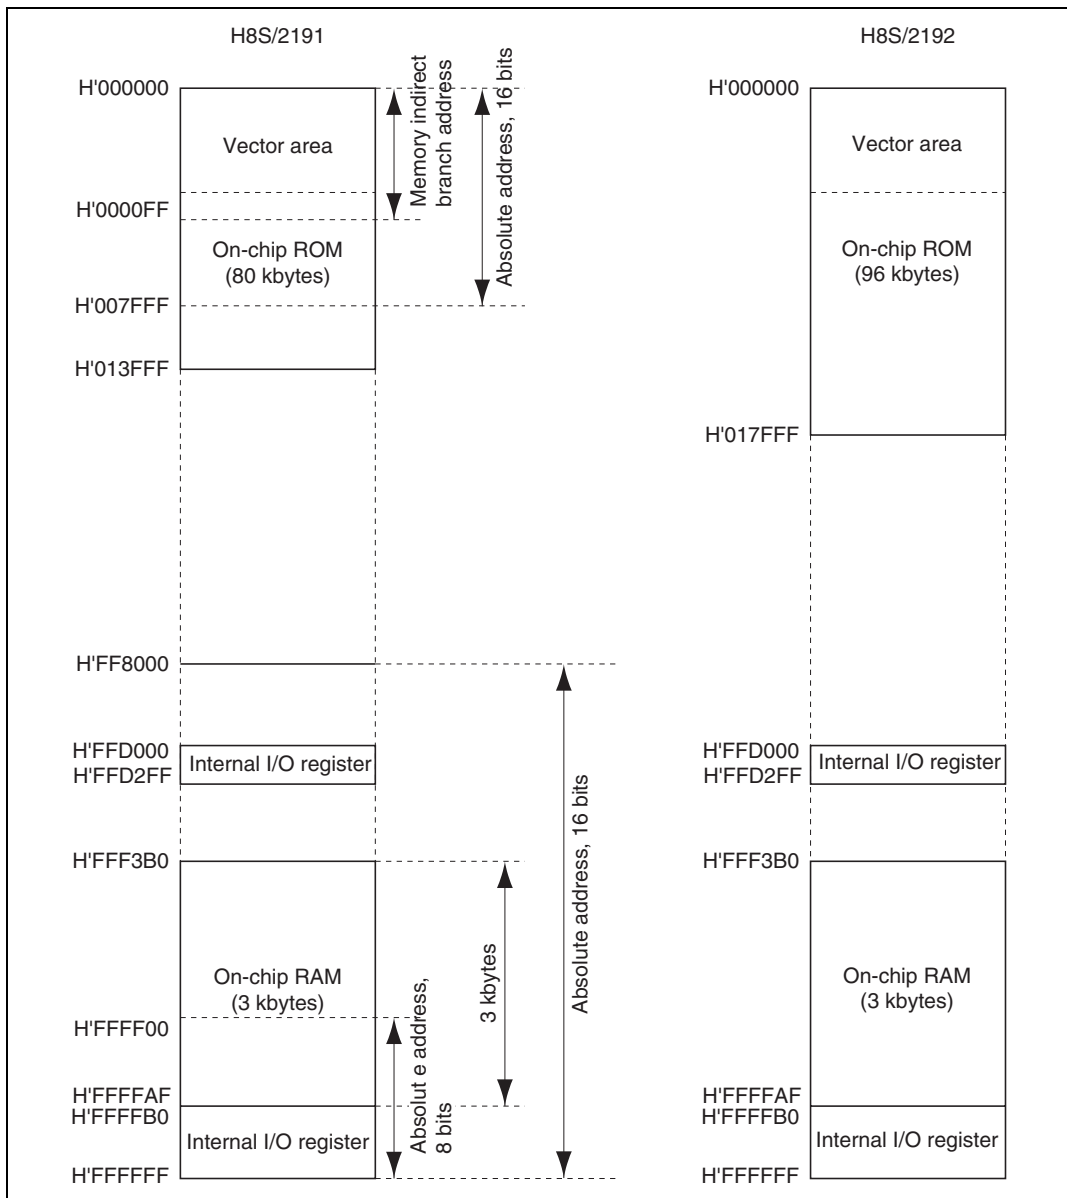 H8S/2191
H'000000
Vector area
H'0000FF
On-chip ROM
(80 kbytes)
H'007FFF
H'013FFF
Memory indirect
branch address
Absolute address, 16 bits
H'FF8000
H'FFD000
Internal I/O register
H'FFD2FF
H'FFF3B0
On-chip RAM
(3 kbytes)
H'FFFF00
H'FFFFAF
H'FFFFB0
Internal I/O register
H'FFFFFF
Absolut e address,
8 bits
3 kbytes
Absolute address, 16 bits
H8S/2192
H'000000
Vector area
On-chip ROM
(96 kbytes)
H'017FFF
H'FFD000
Internal I/O register
H'FFD2FF
H'FFF3B0
On-chip RAM
(3 kbytes)
H'FFFFAF
H'FFFFB0
Internal I/O register
H'FFFFFF